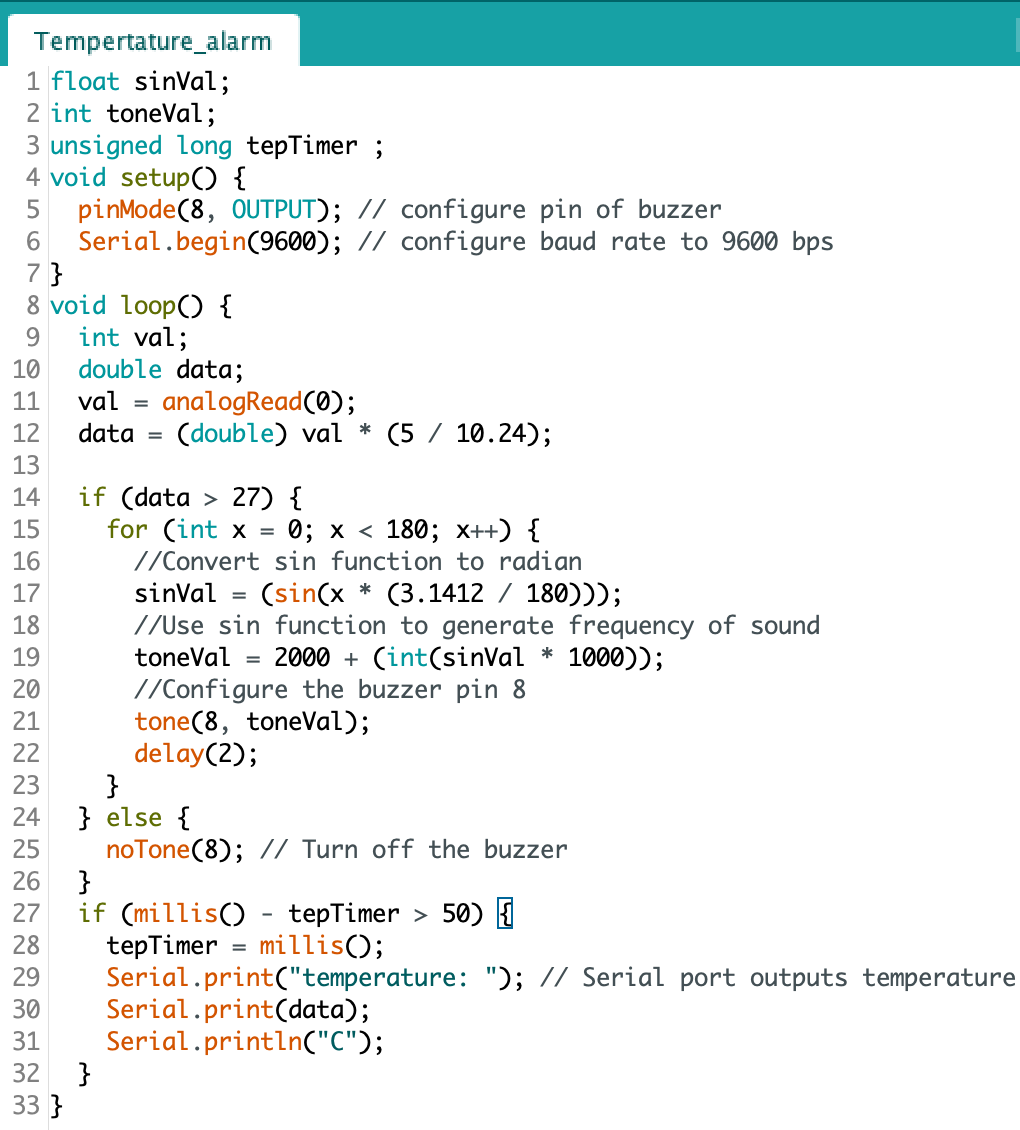 Tempertature_alarm
1 float sinVal;
2 int toneVal;
3 unsigned long tepTimer ;
4 void setup() {
5   pinMode(8, OUTPUT); // configure pin of buzzer
6   Serial.begin(9600); // configure baud rate to 9600 bps
7 }
8 void loop() {
9   int val;
10   double data;
11   val = analogRead(0);
12   data = (double) val * (5 / 10.24);
13
14   if (data > 27) {
15     for (int x = 0; x < 180; x++) {
16       //Convert sin function to radian
17       sinVal = (sin(x * (3.1412 / 180)));
18       //Use sin function to generate frequency of sound
19       toneVal = 2000 + (int(sinVal * 1000));
20       //Configure the buzzer pin 8
21       tone(8, toneVal);
22       delay(2);
23     }
24   } else {
25     noTone(8); // Turn off the buzzer
26   }
27   if (millis() - tepTimer > 50) {
28     tepTimer = millis();
29     Serial.print("temperature: "); // Serial port outputs temperature
30     Serial.print(data);
31     Serial.println("C");
32   }
33 }